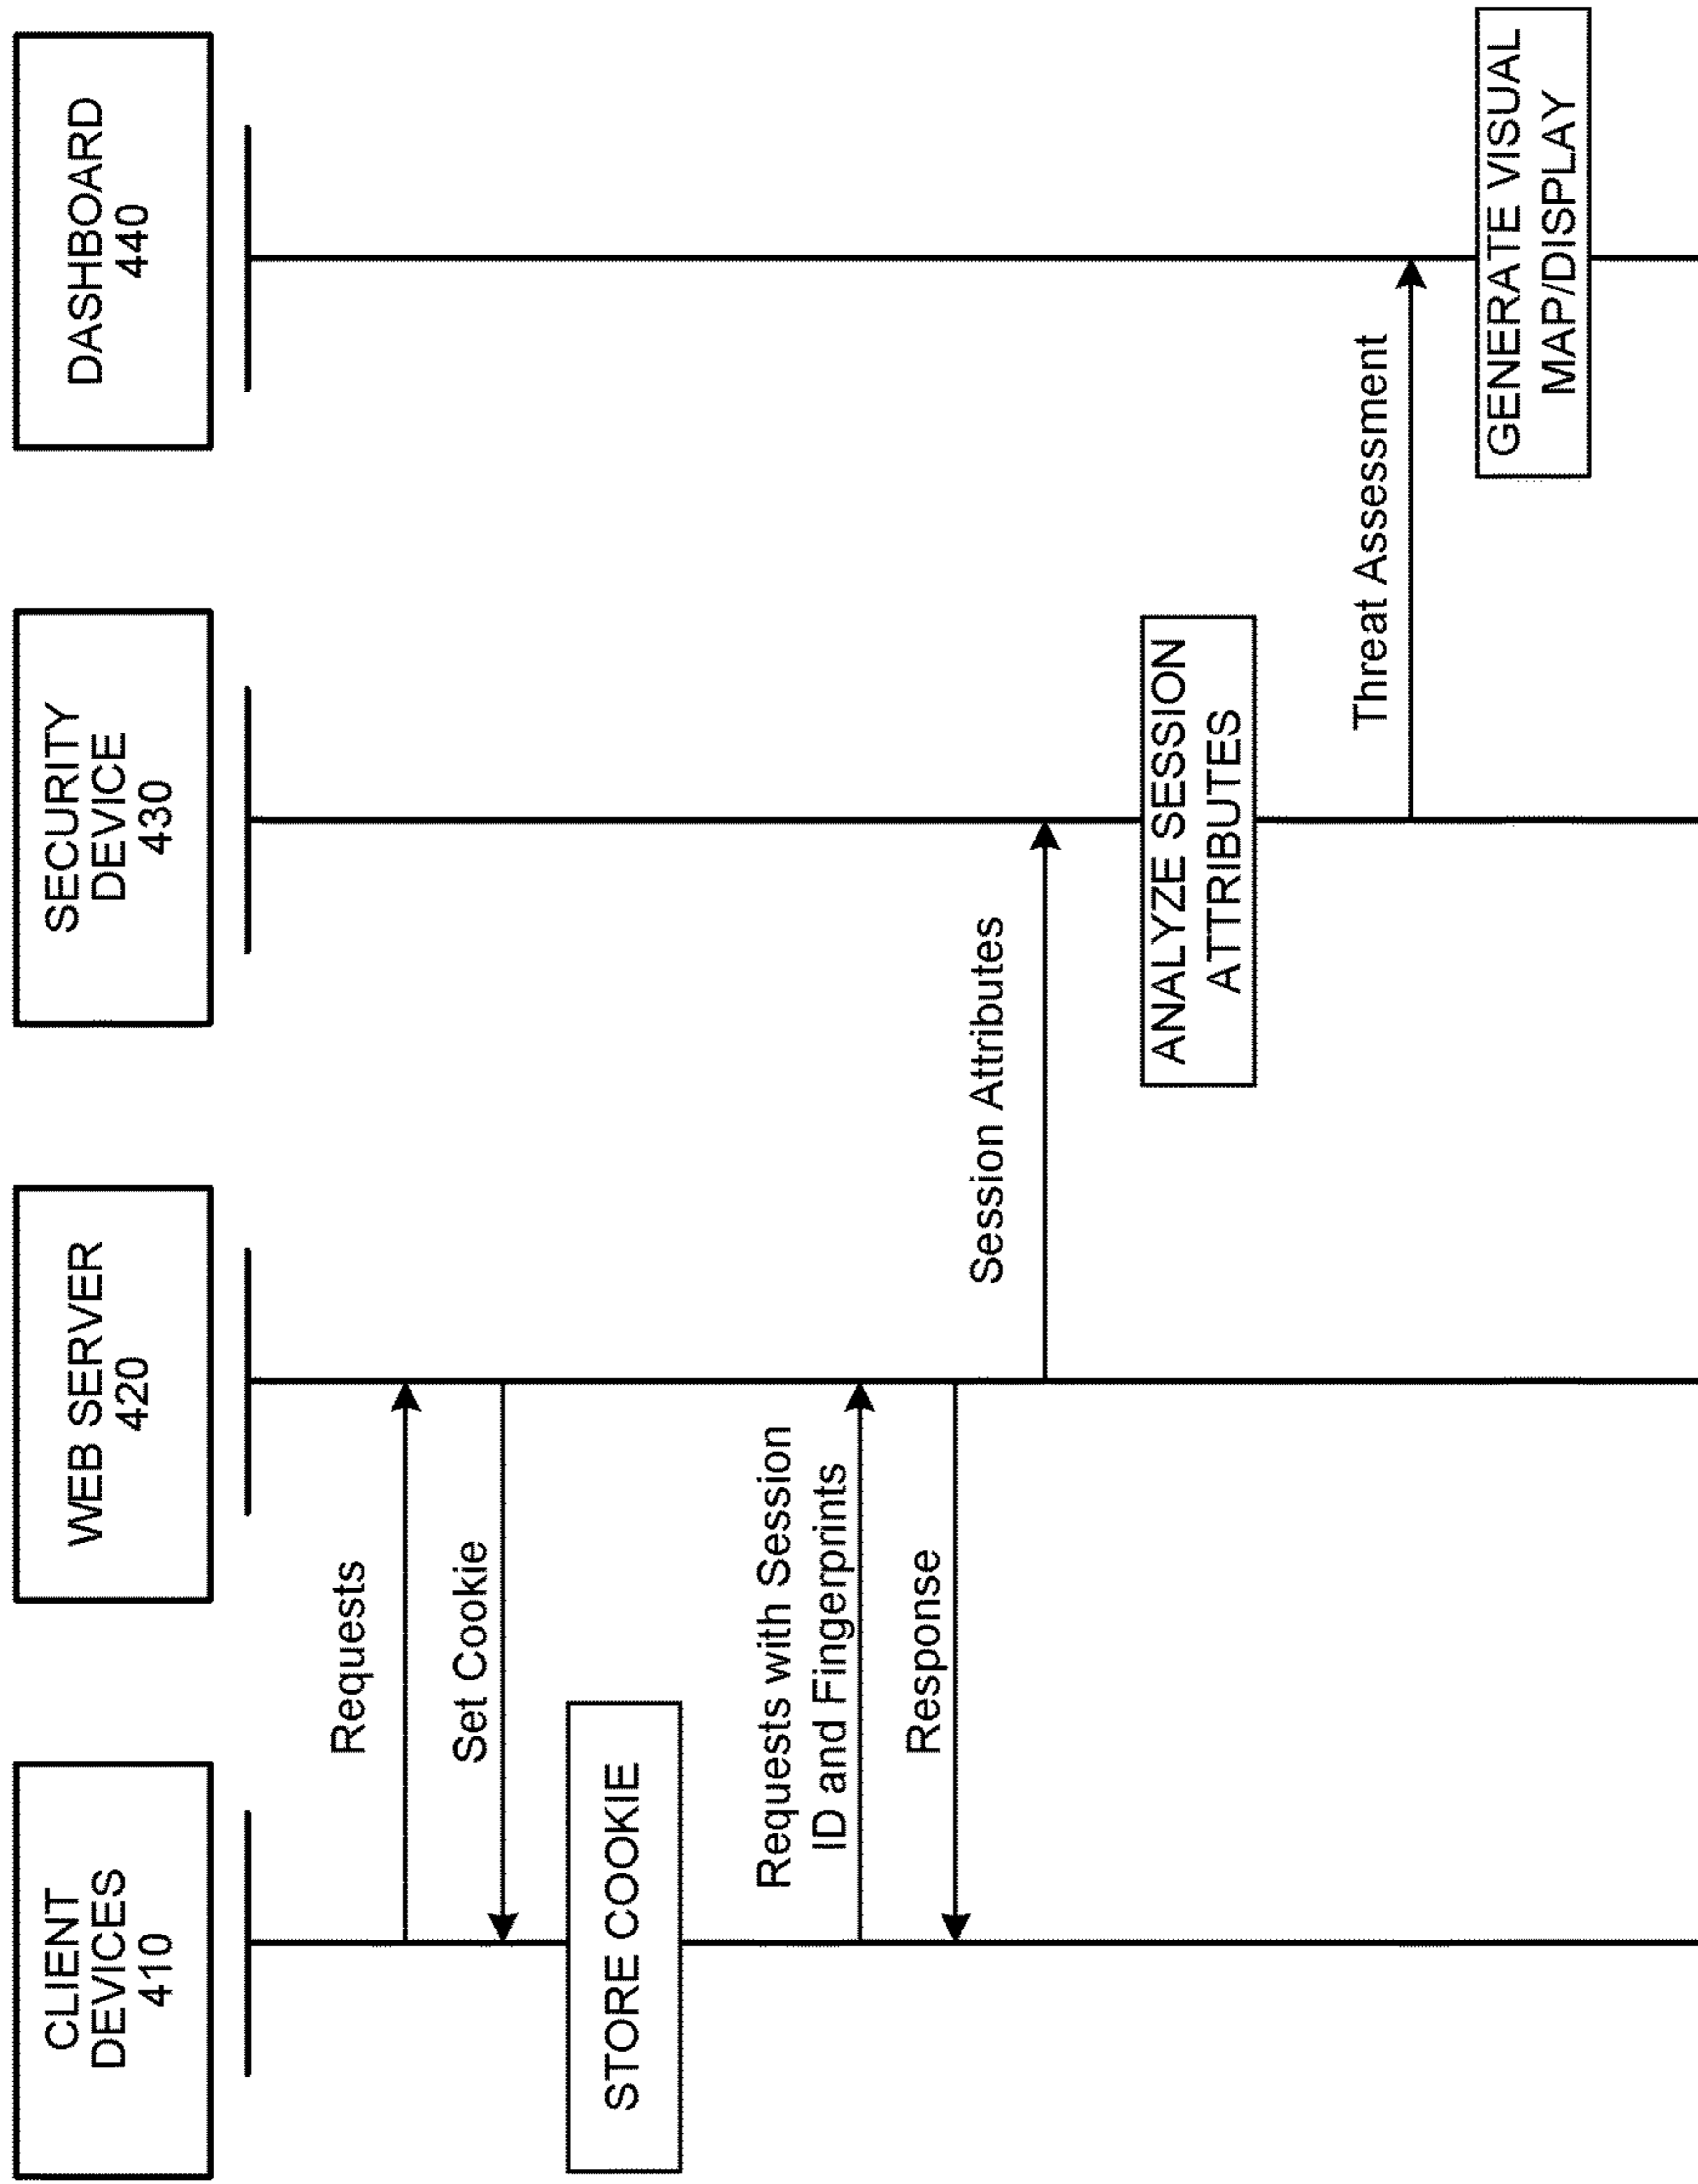 CLIENT
DEVICES
410
WEB SERVER
420
SECURITY
DEVICE
430
DASHBOARD
440
Requests
Set Cookie
STORE COOKIE
Requests with Session
ID and Fingerprints
Response
Session Attributes
ANALYZE SESSION
ATTRIBUTES
Threat Assessment
GENERATE VISUAL
MAP/DISPLAY